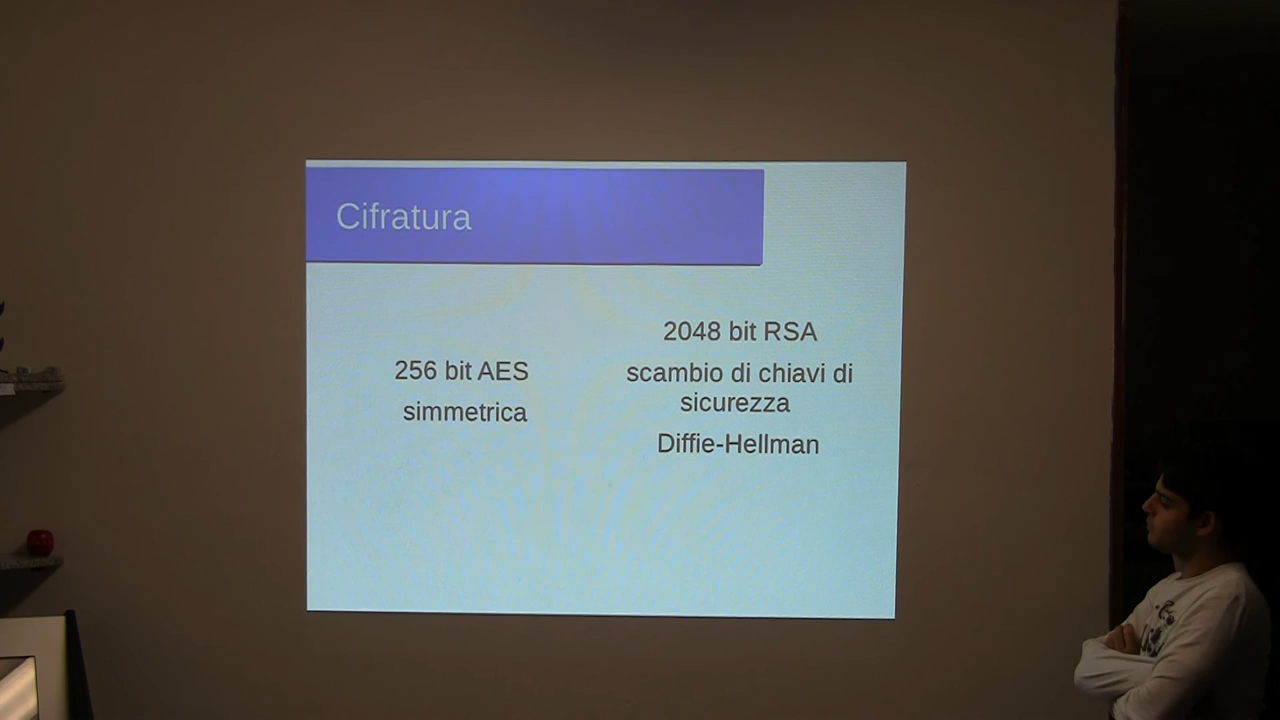 Cifratura
256 bit AES
simmetrica
2048 bit RSA
scambio di chiavi di
sicurezza
Diffie-Hellman